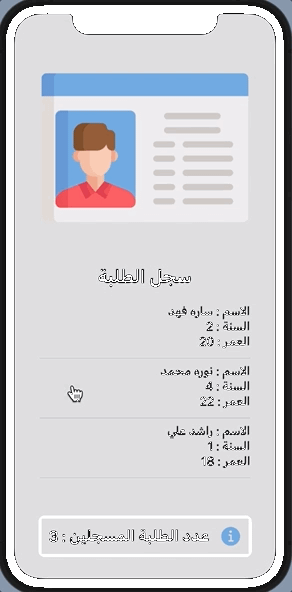 سجل الطلبة
الاسم : ساره فهد
السنة : 2
العمر : 20
الاسم : نوره محمد
السنة : 4
العمر : 22
الاسم : راشد علي
السنة : 1
العمر : 18
عدد الطلبة المسجلين : 3